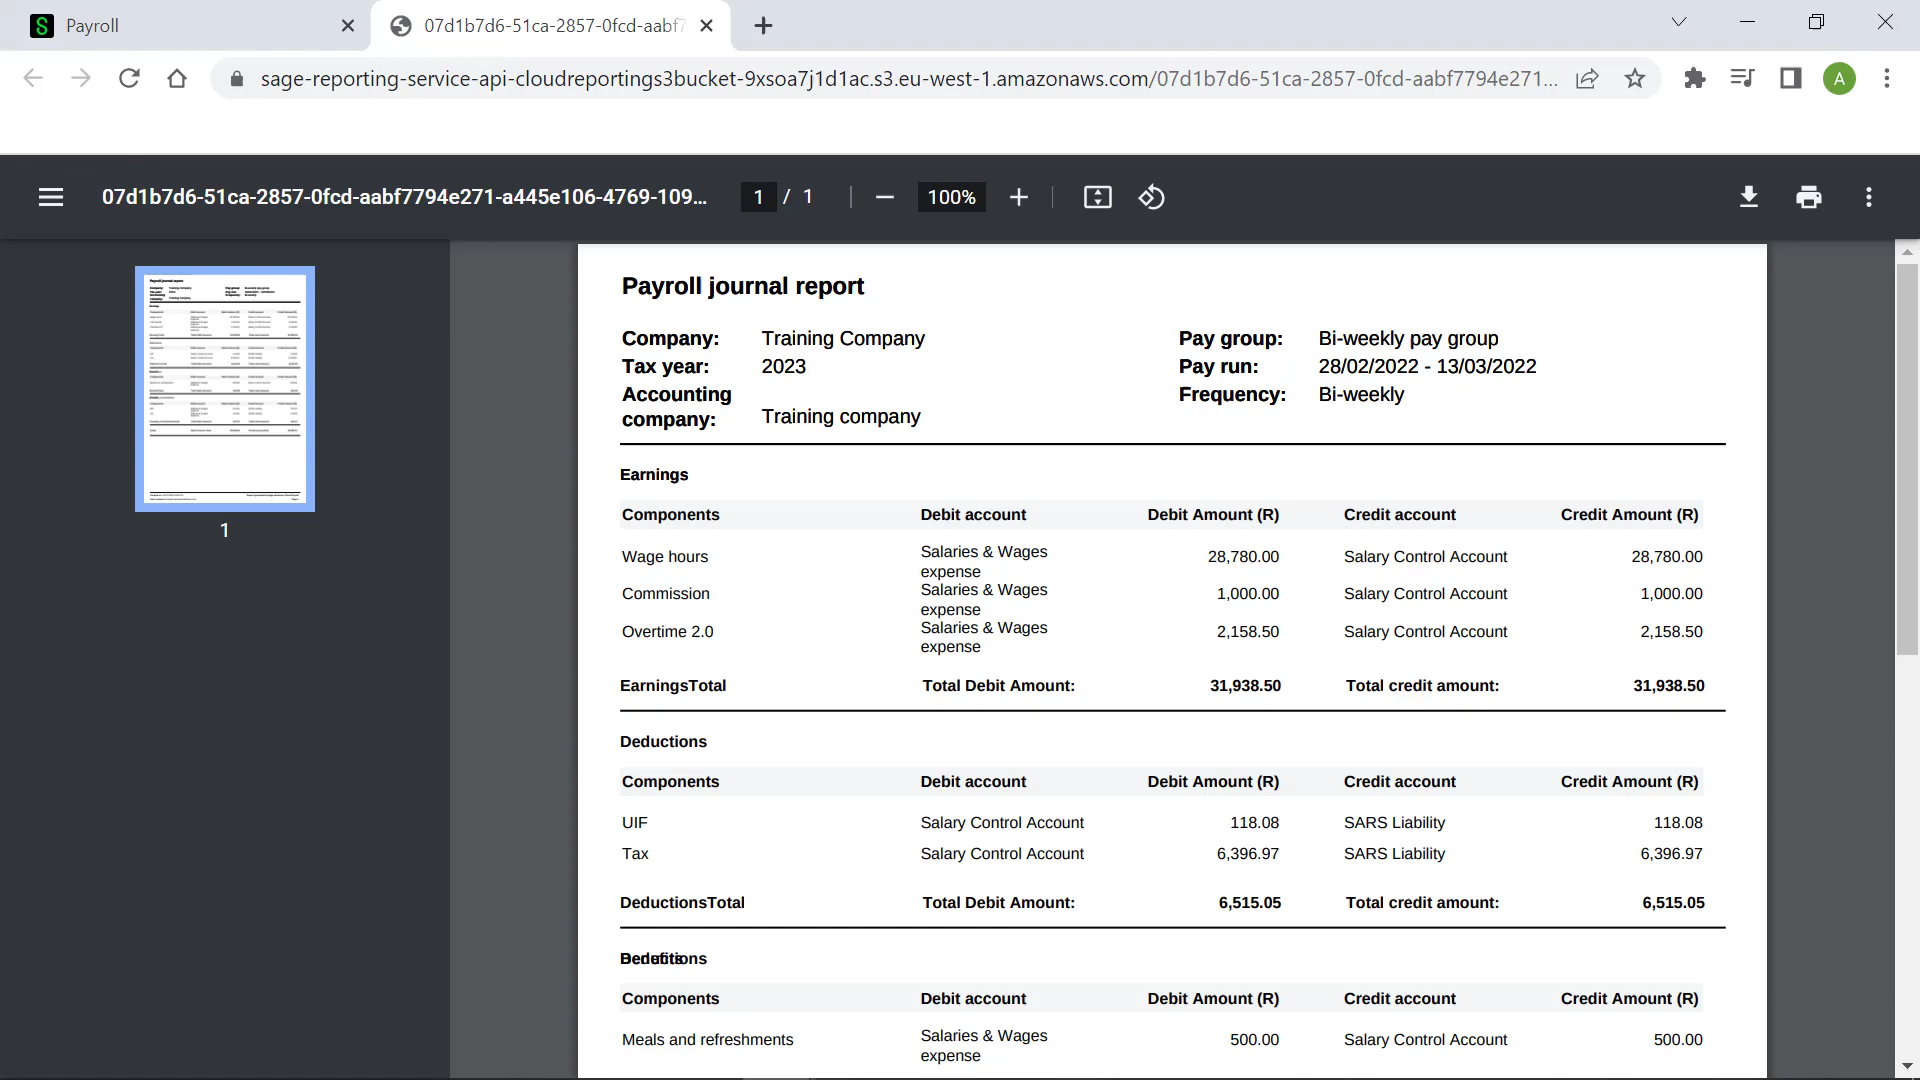 Payroll
07d1b7d6-51ca-2857-0fcd-aabf7
sage-reporting-service-api-cloudreportings3bucket-9xsoa7j1d1ac.s3.eu-west-1.amazonaws.com/07d1b7d6-51ca-2857-0fcd-aabf7794e271...
A
07d1b7d6-51ca-2857-0fcd-aabf7794e271-a445e106-4769-109... 1 / 1 100%
1
Payroll journal report
Company: Training Company Pay group: Bi-weekly pay group
Tax year: 2023 Pay run: 28/02/2022 - 13/03/2022
Accounting company: Training company Frequency: Bi-weekly
Earnings
Components Debit account Debit Amount (R) Credit account Credit Amount (R)
Wage hours Salaries & Wages expense 28,780.00 Salary Control Account 28,780.00
Commission Salaries & Wages expense 1,000.00 Salary Control Account 1,000.00
Overtime 2.0 Salaries & Wages expense 2,158.50 Salary Control Account 2,158.50
EarningsTotal Total Debit Amount: 31,938.50 Total credit amount: 31,938.50
Deductions
Components Debit account Debit Amount (R) Credit account Credit Amount (R)
UIF Salary Control Account 118.08 SARS Liability 118.08
Tax Salary Control Account 6,396.97 SARS Liability 6,396.97
DeductionsTotal Total Debit Amount: 6,515.05 Total credit amount: 6,515.05
Components Debit account Debit Amount (R) Credit account Credit Amount (R)
Meals and refreshments Salaries & Wages expense 500.00 Salary Control Account 500.00